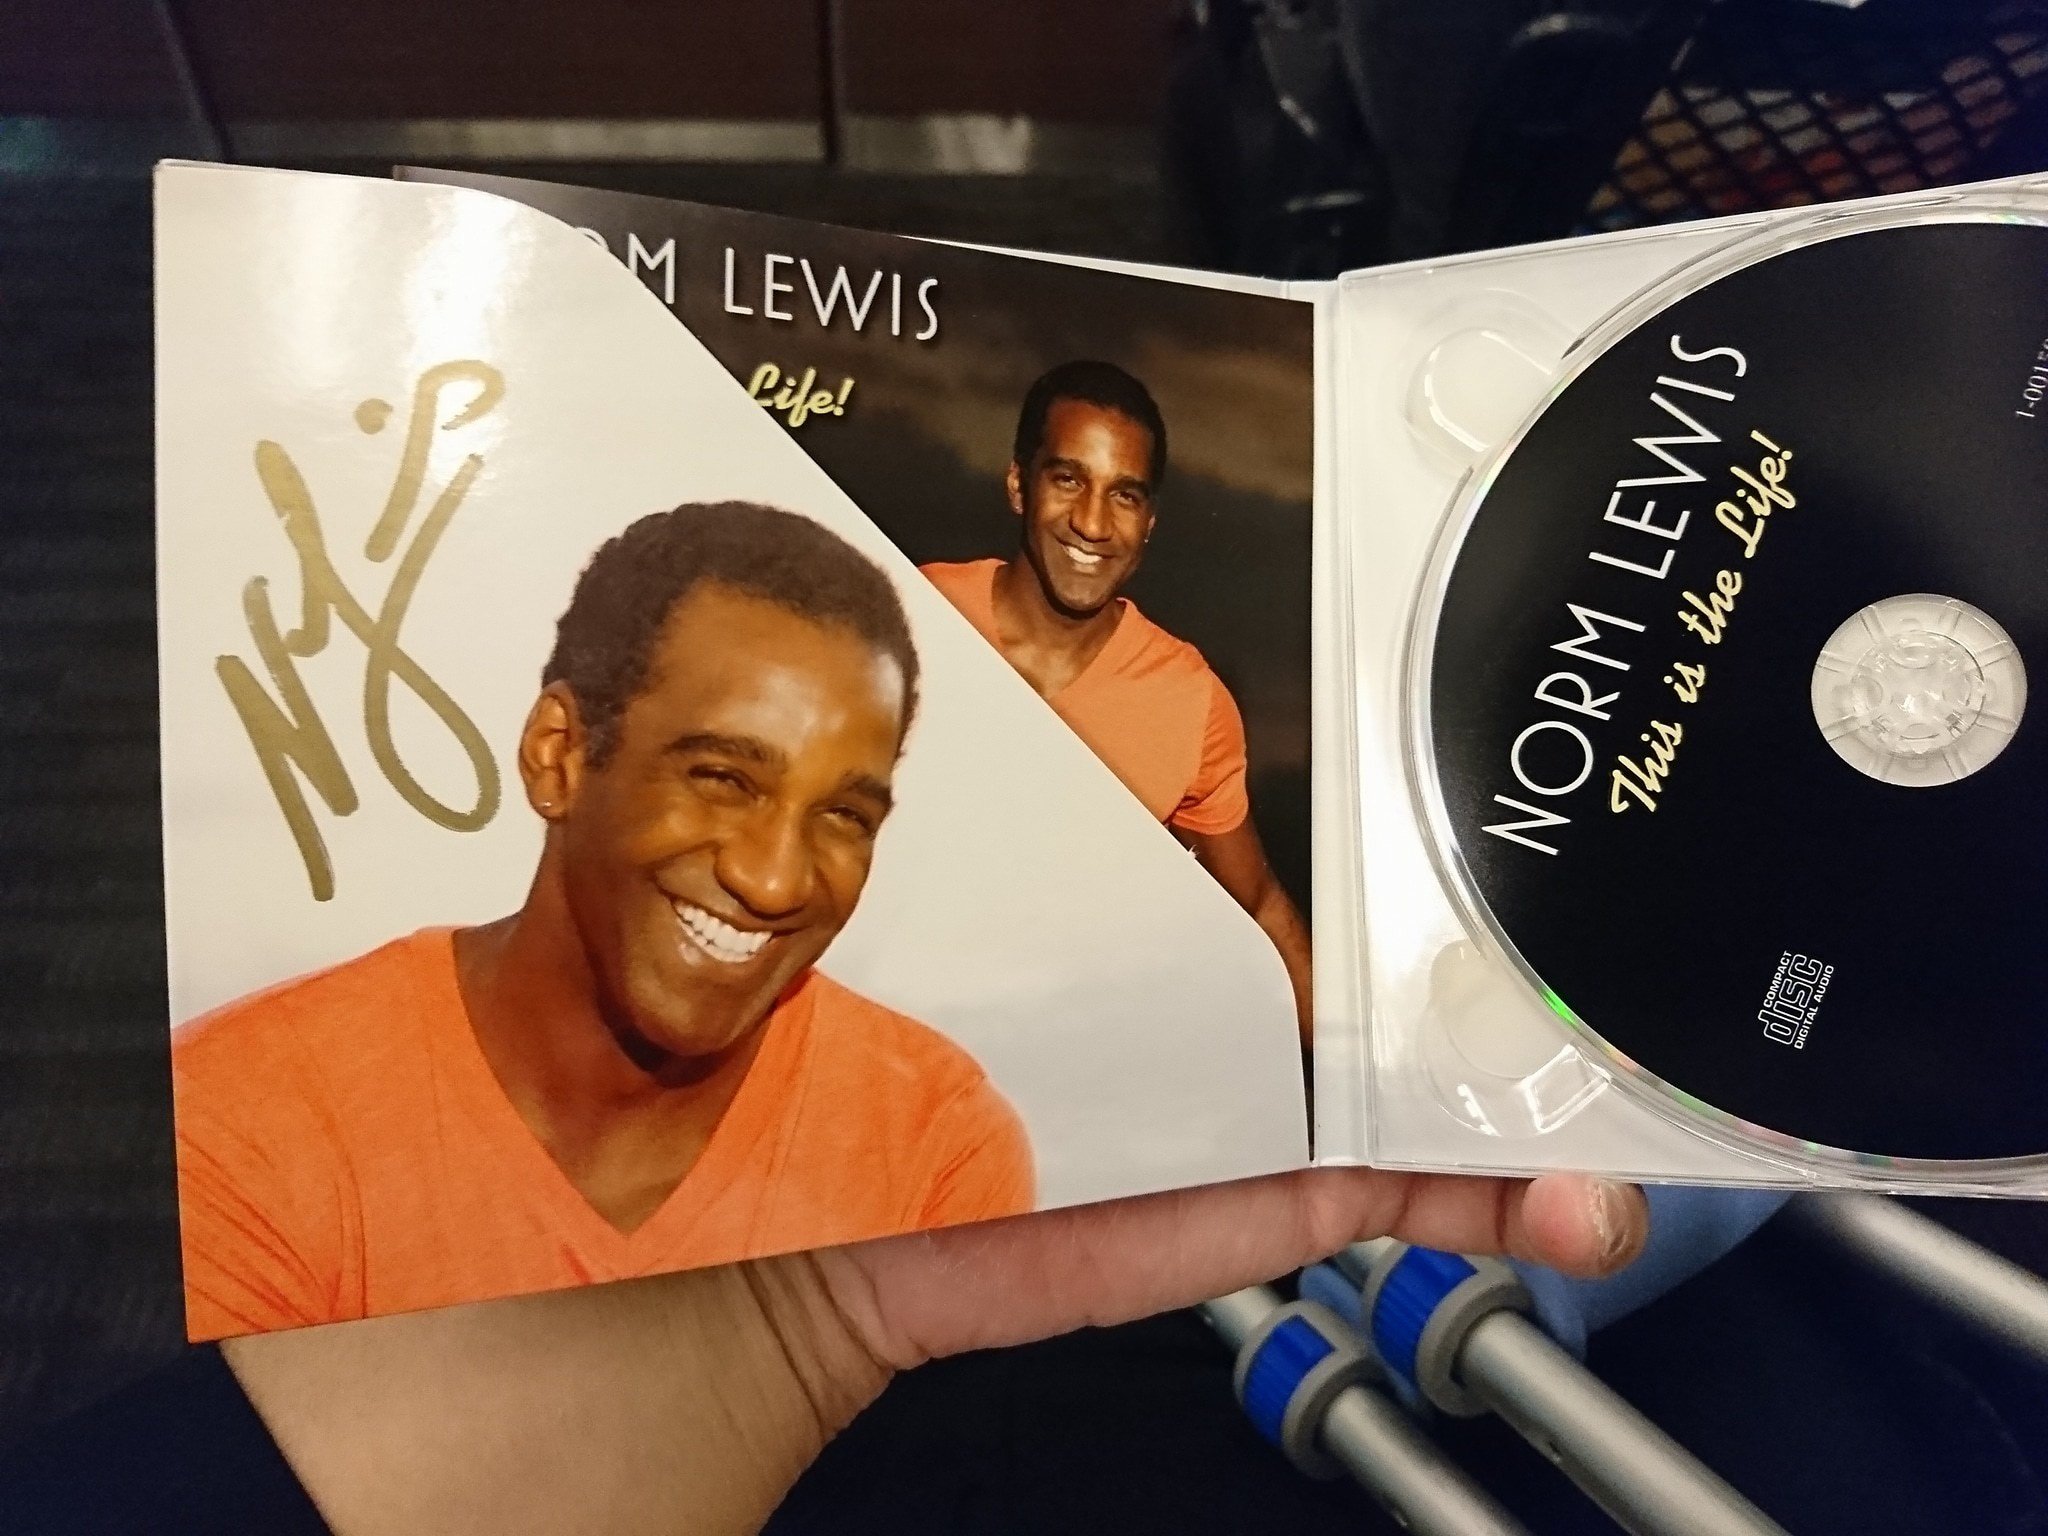 OM LEWIS
Life!
NORM LEWIS
This is the Life!
COMPACT
disc
DIGITAL AUDIO